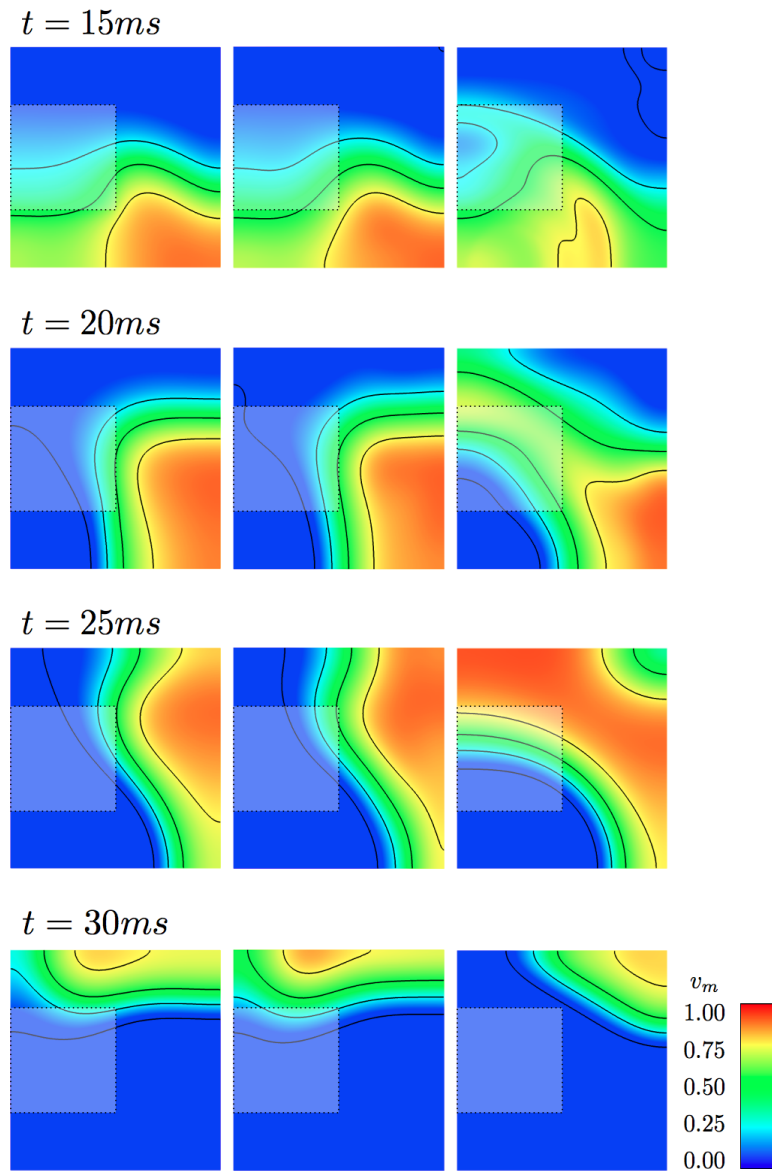 t = 15ms
t = 20ms
t = 25ms
t = 30ms
v_m
1.00
0.75
0.50
0.25
0.00